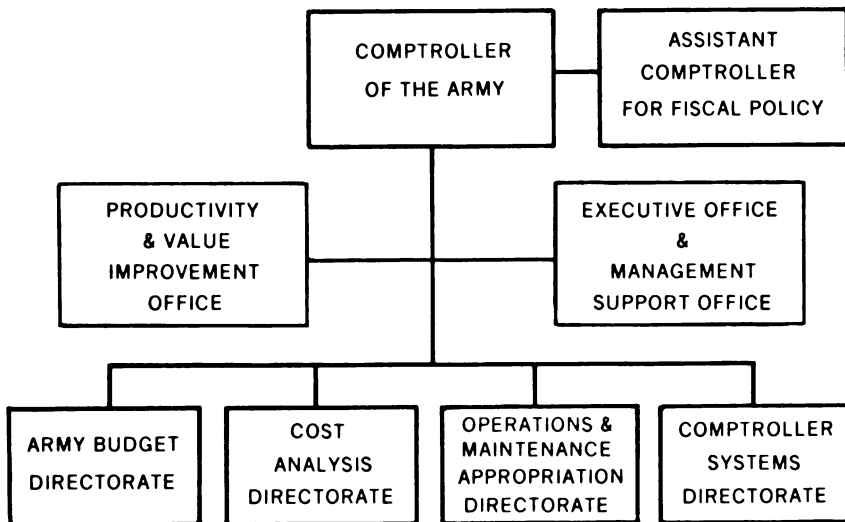 COMPTROLLER
OF THE ARMY
ASSISTANT
COMPTROLLER
FOR FISCAL POLICY
PRODUCTIVITY
& VALUE
IMPROVEMENT
OFFICE
EXECUTIVE OFFICE
&
MANAGEMENT
SUPPORT OFFICE
ARMY BUDGET
DIRECTORATE
COST
ANALYSIS
DIRECTORATE
OPERATIONS &
MAINTENANCE
APPROPRIATION
DIRECTORATE
COMPTROLLER
SYSTEMS
DIRECTORATE